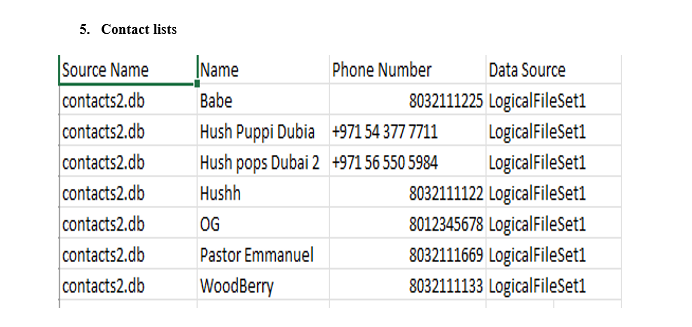 5. Contact lists
Source Name Name Phone Number Data Source
contacts2.db Babe 8032111225 LogicalFileSet1
contacts2.db Hush Puppi Dubia +971 54 377 7711 LogicalFileSet1
contacts2.db Hush pops Dubai 2 +971 56 550 5984 LogicalFileSet1
contacts2.db Hushh 8032111122 LogicalFileSet1
contacts2.db OG 8012345678 LogicalFileSet1
contacts2.db Pastor Emmanuel 8032111669 LogicalFileSet1
contacts2.db WoodBerry 8032111133 LogicalFileSet1